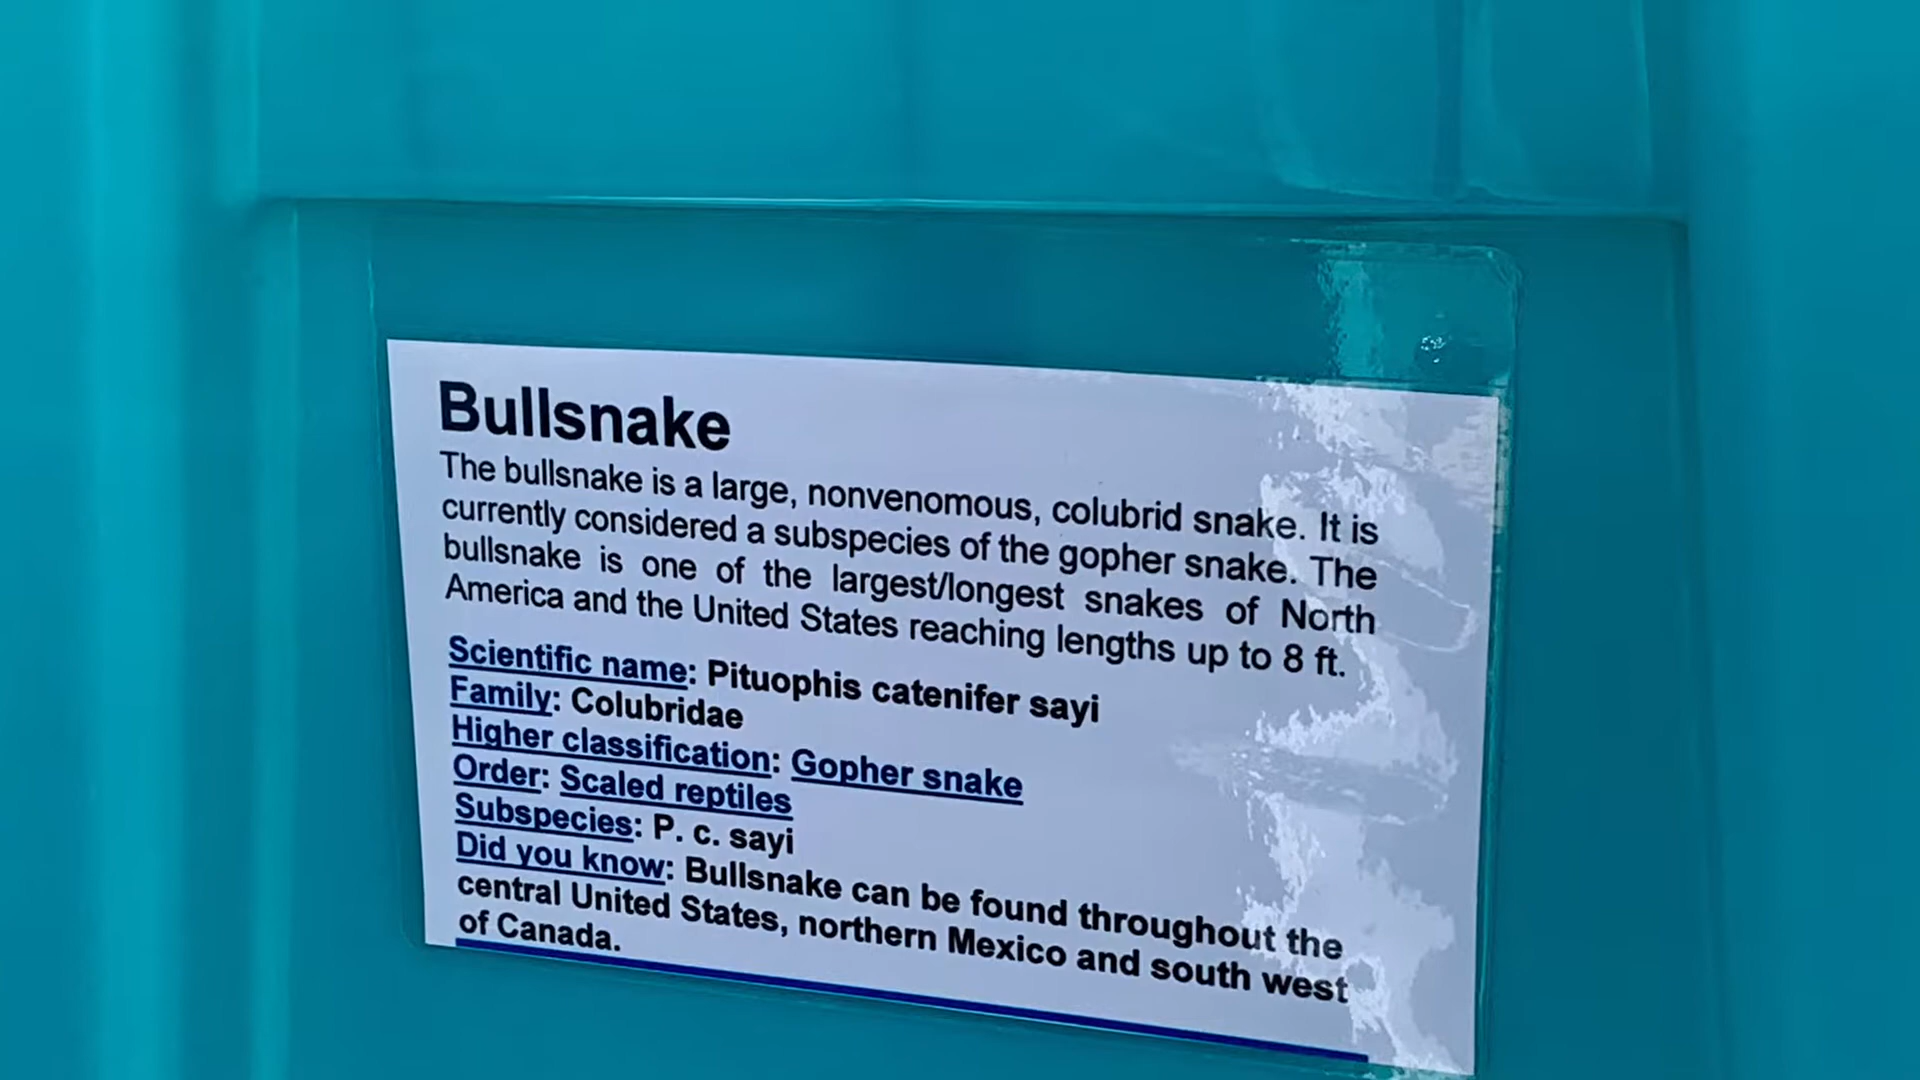 Bullsnake
The bullsnake is a large, nonvenomous, colubrid snake. It is
currently considered a subspecies of the gopher snake. The
bullsnake is one of the largest/longest snakes of North
America and the United States reaching lengths up to 8 ft.
Scientific name: Pituophis catenifer sayi
Family: Colubridae
Higher classification: Gopher snake
Order: Scaled reptiles
Subspecies: P. c. sayi
Did you know: Bullsnake can be found throughout the
central United States, northern Mexico and south west
of Canada.